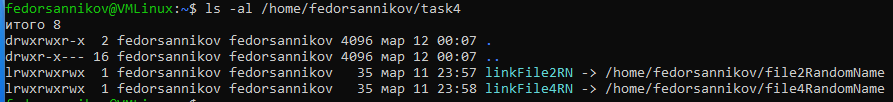 fedorsannikov@VMLinux:~$ ls -al /home/fedorsannikov/task4
итого 8
drwxrwxr-x  2 fedorsannikov fedorsannikov 4096 мар 12 00:07 .
drwxr-x--- 16 fedorsannikov fedorsannikov 4096 мар 12 00:07 ..
lrwxrwxrwx  1 fedorsannikov fedorsannikov   35 мар 11 23:57 linkFile2RN -> /home/fedorsannikov/file2RandomName
lrwxrwxrwx  1 fedorsannikov fedorsannikov   35 мар 11 23:58 linkFile4RN -> /home/fedorsannikov/file4RandomName